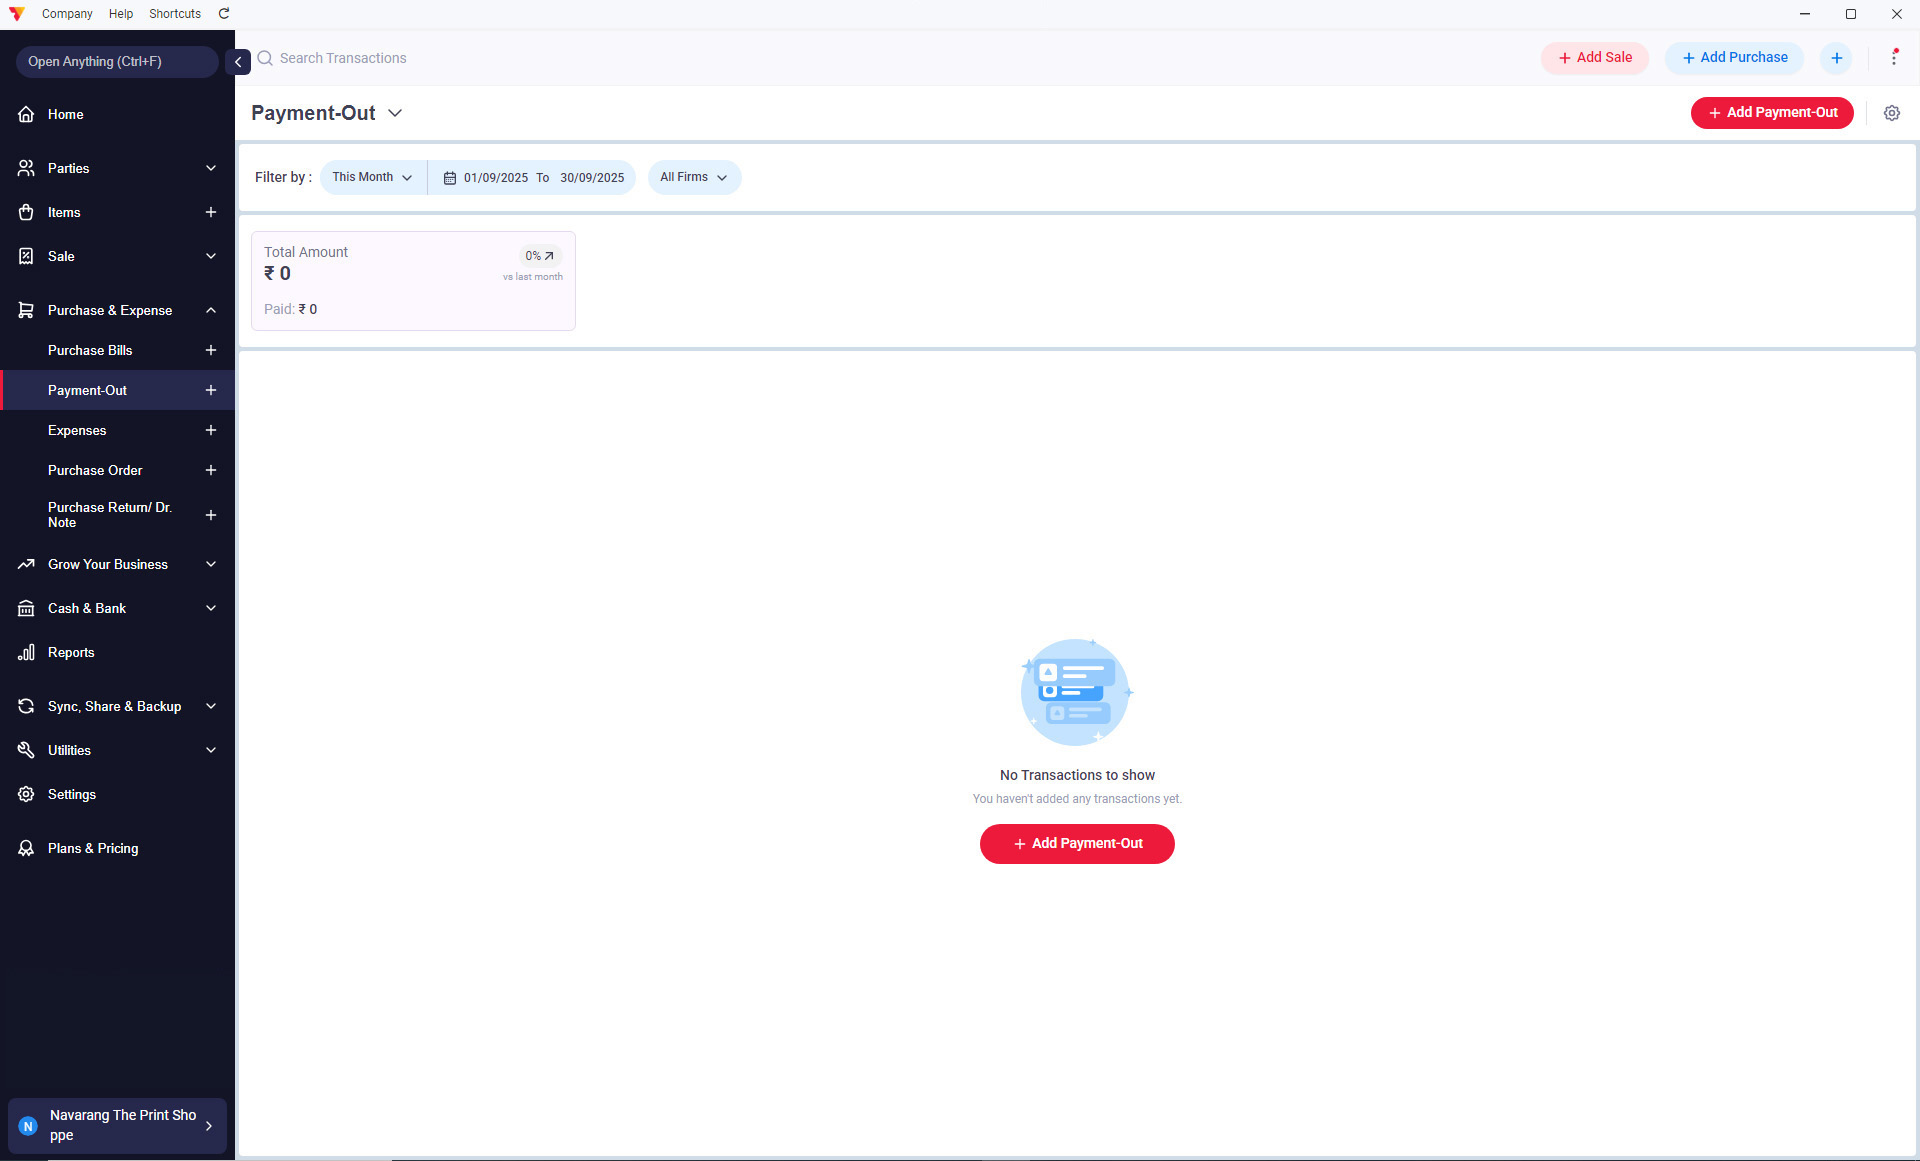 Company Help Shortcuts
Open Anything (Ctrl+F)
Search Transactions
Add Sale
Add Purchase
Home
Payment-Out
Add Payment-Out
Parties
Filter by :
This Month
01/09/2025 To 30/09/2025
All Firms
Items
Sale
Total Amount
₹ 0
0%
vs last month
Paid: ₹ 0
Purchase & Expense
Purchase Bills
Payment-Out
Expenses
Purchase Order
Purchase Return/ Dr.
Note
Grow Your Business
Cash & Bank
Reports
Sync, Share & Backup
Utilities
Settings
Plans & Pricing
No Transactions to show
You haven't added any transactions yet.
Add Payment-Out
N
Navarang The Print Sho
ppe